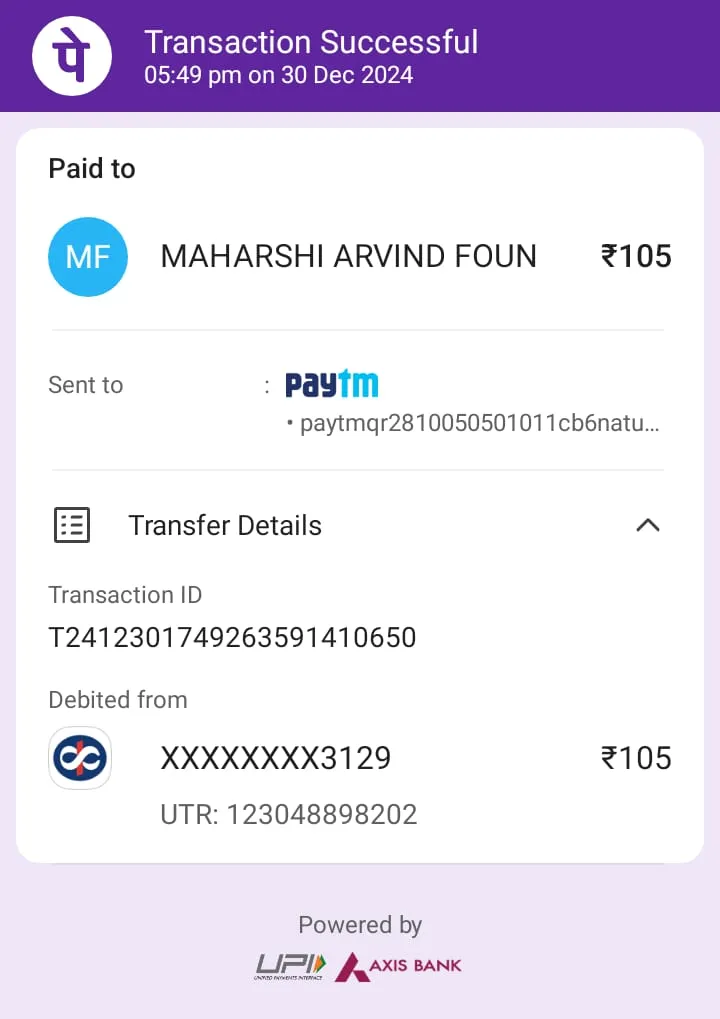 पे
Transaction Successful
05:49 pm on 30 Dec 2024
Paid to
MF MAHARSHI ARVIND FOUN ₹105
Sent to : paytm
• paytmqr2810050501011cb6natu...
Transfer Details
Transaction ID
T2412301749263591410650
Debited from
XXXXXXXX3129 ₹105
UTR: 123048898202
Powered by
UPI AXIS BANK
UNIFIED PAYMENTS INTERFACE